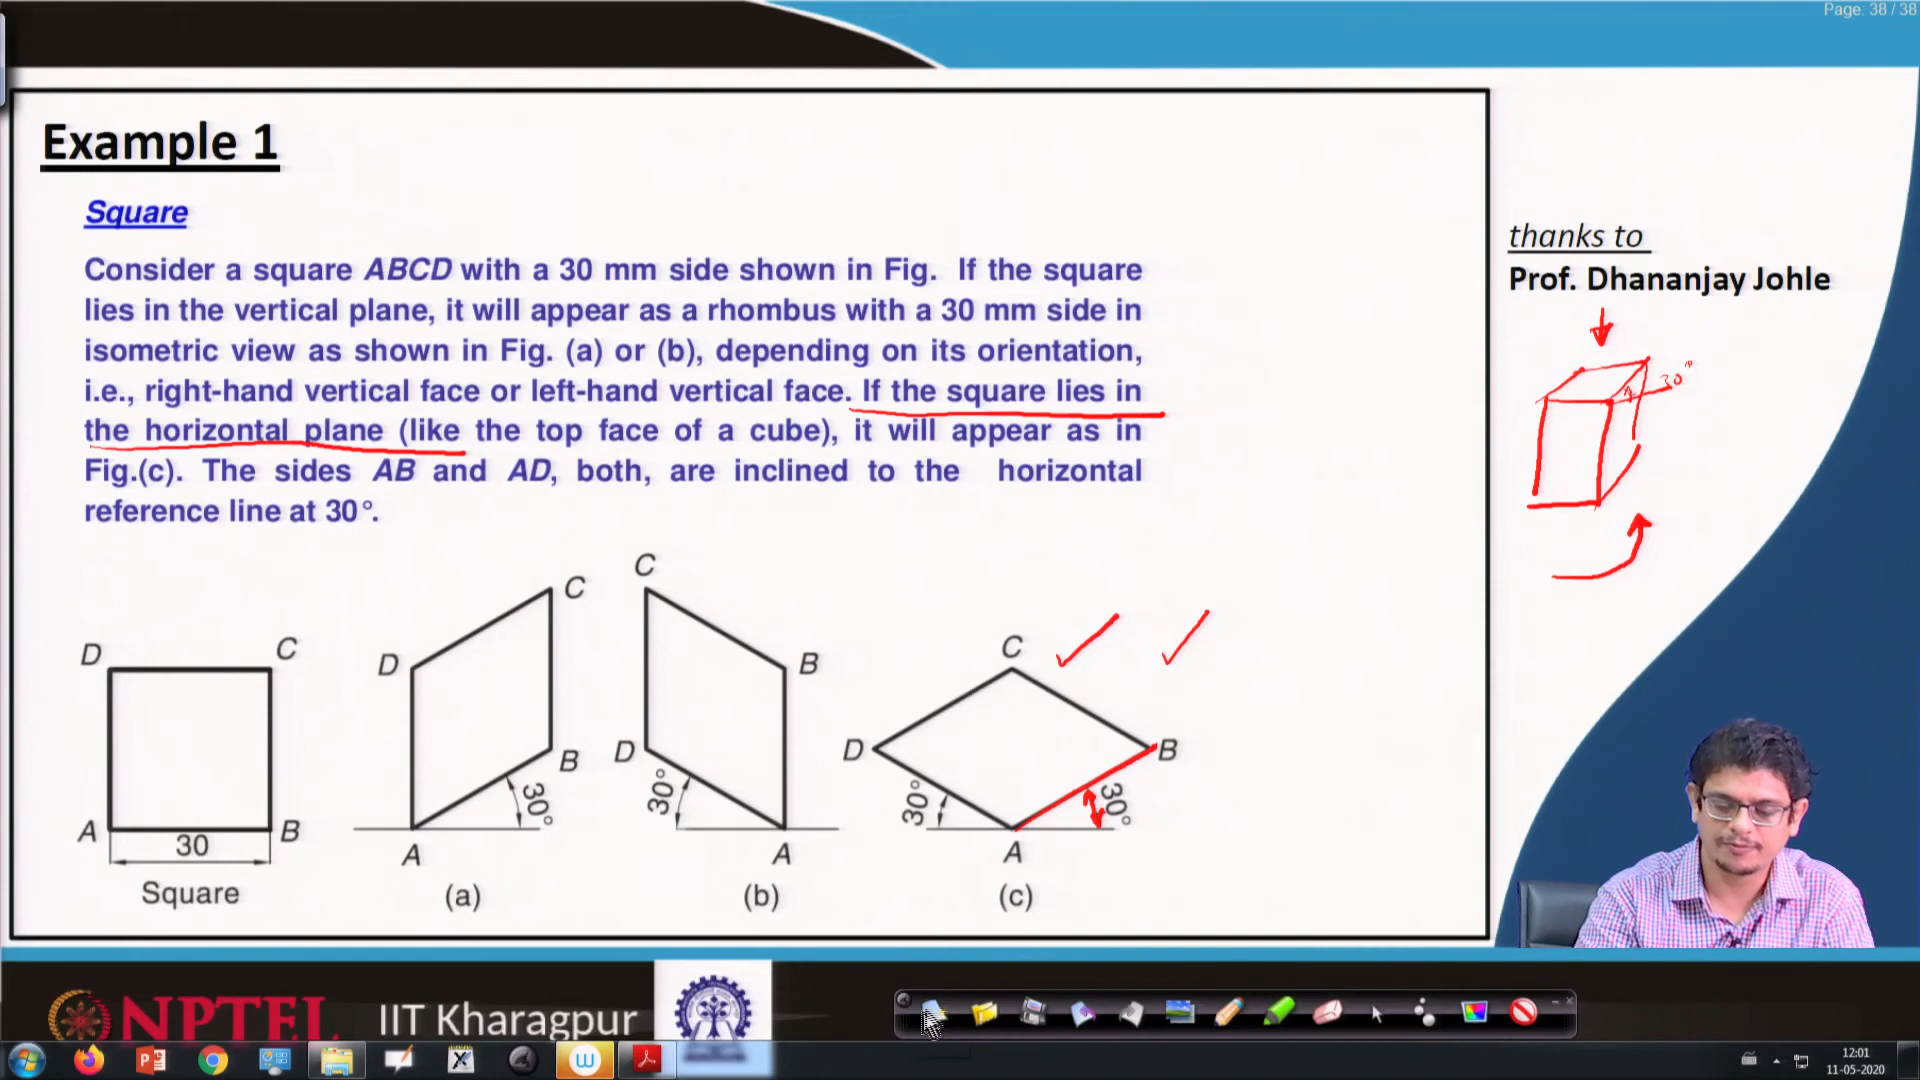 Page: 38 / 38
Example 1
Square
Consider a square ABCD with a 30 mm side shown in Fig. If the square
lies in the vertical plane, it will appear as a rhombus with a 30 mm side in
isometric view as shown in Fig. (a) or (b), depending on its orientation,
i.e., right-hand vertical face or left-hand vertical face. If the square lies in
the horizontal plane (like the top face of a cube), it will appear as in
Fig.(c). The sides AB and AD, both, are inclined to the horizontal
reference line at 30°.
thanks to
Prof. Dhananjay Johle
30°
D C
A B
30
Square
D C
B
30°
A
(a)
C
B
D
30°
A
(b)
C
D B
30° 30°
A
(c)
NPTEL IIT Kharagpur
12:01
11-05-2020